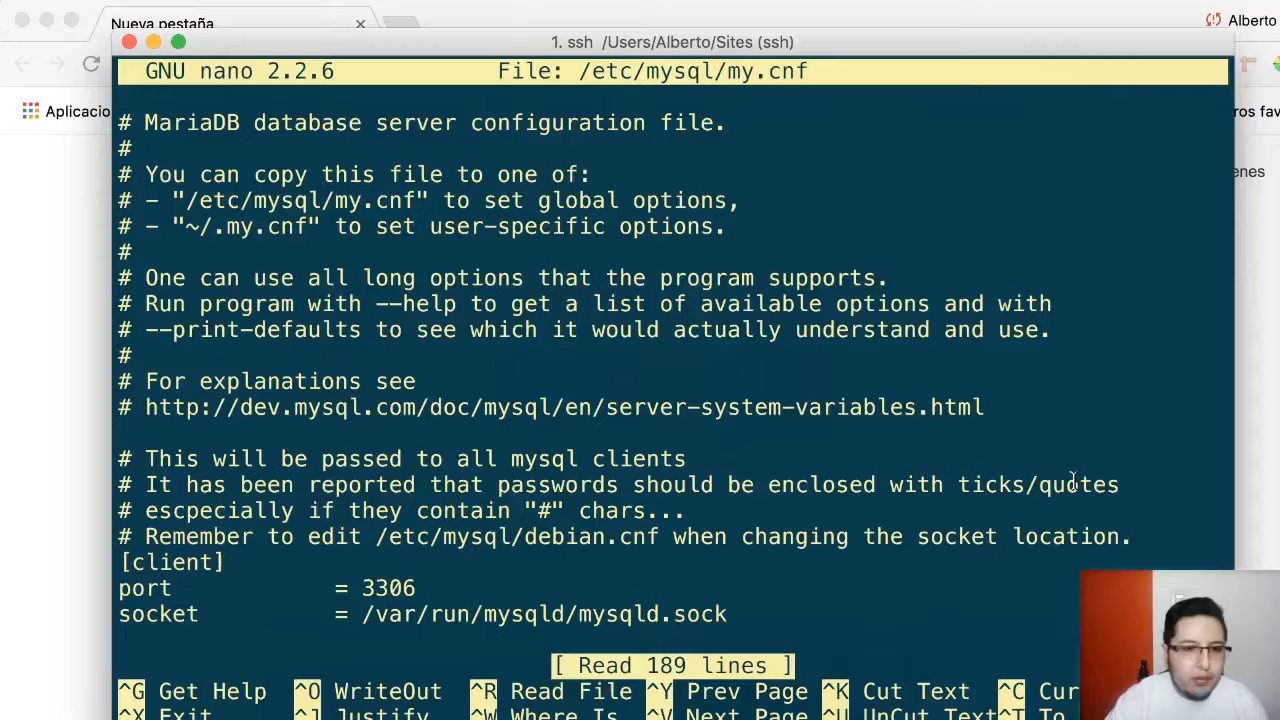 Nueva pestaña
Alberto
1. ssh /Users/Alberto/Sites (ssh)
GNU nano 2.2.6 File: /etc/mysql/my.cnf
Aplicacio
ros fav
enes
# MariaDB database server configuration file.
#
# You can copy this file to one of:
# - "/etc/mysql/my.cnf" to set global options,
# - "~/.my.cnf" to set user-specific options.
#
# One can use all long options that the program supports.
# Run program with --help to get a list of available options and with
# --print-defaults to see which it would actually understand and use.
#
# For explanations see
# http://dev.mysql.com/doc/mysql/en/server-system-variables.html
# This will be passed to all mysql clients
# It has been reported that passwords should be enclosed with ticks/quotes
# escpecially if they contain "#" chars...
# Remember to edit /etc/mysql/debian.cnf when changing the socket location.
[client]
port = 3306
socket = /var/run/mysqld/mysqld.sock
[ Read 189 lines ]
^G Get Help ^O WriteOut ^R Read File ^Y Prev Page ^K Cut Text ^C Cur
^X Exit ^J Justify ^W Where Is ^V Next Page ^U UnCut Text ^T To